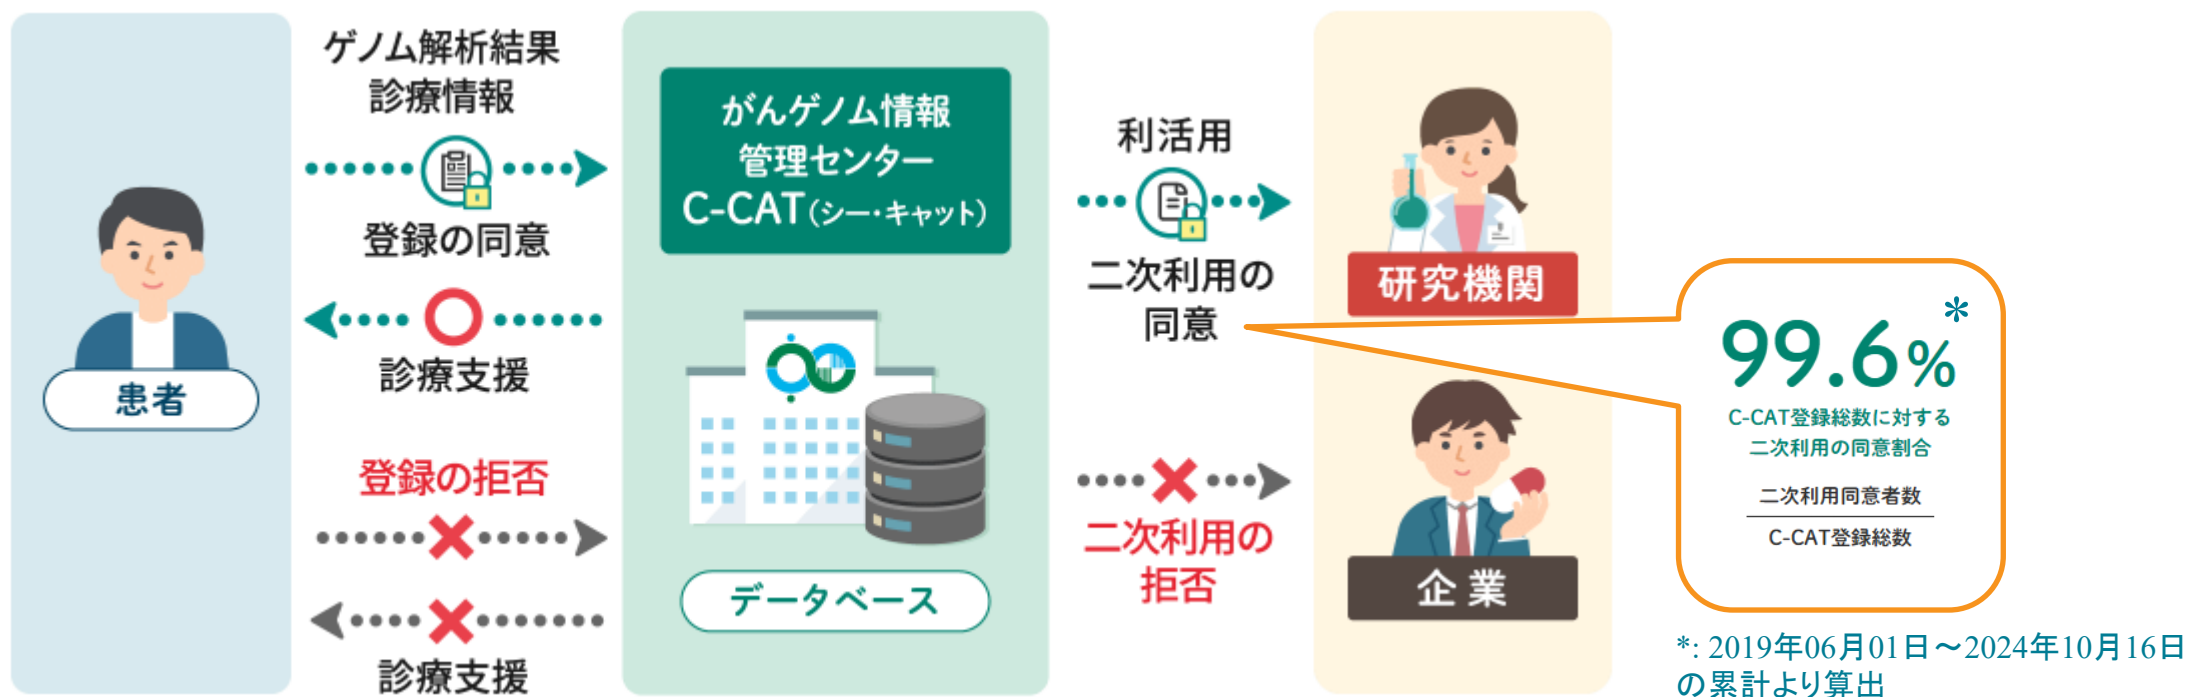 ゲノム解析結果
診療情報
登録の同意
診療支援
患者
登録の拒否
診療支援
がんゲノム情報
管理センター
C-CAT(シー・キャット)
データベース
利活用
二次利用の
同意
二次利用の
拒否
研究機関
企業
99.6%*
C-CAT登録総数に対する
二次利用の同意割合
二次利用同意者数
C-CAT登録総数
*: 2019年06月01日～2024年10月16日
の累計より算出